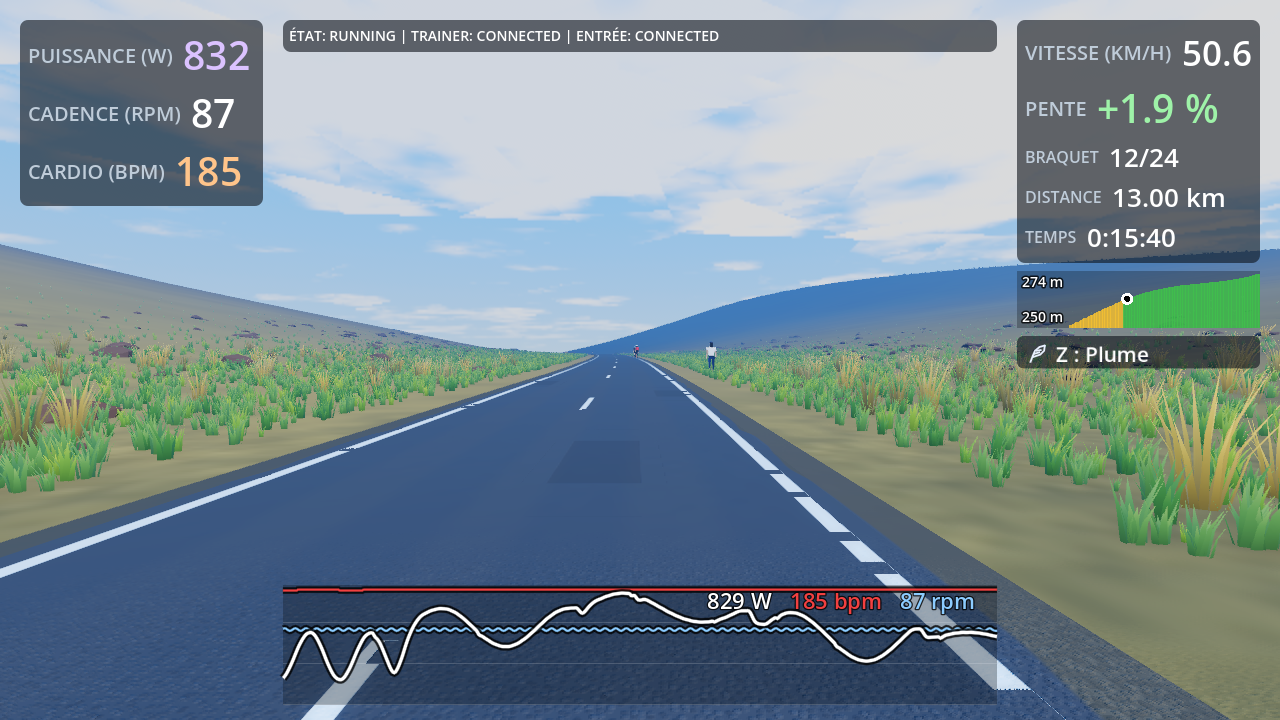 PUISSANCE (W) 832
CADENCE (RPM) 87
CARDIO (BPM) 185
ÉTAT: RUNNING | TRAINER: CONNECTED | ENTRÉE: CONNECTED
VITESSE (KM/H) 50.6
PENTE +1.9 %
BRAQUET 12/24
DISTANCE 13.00 km
TEMPS 0:15:40
274 m
250 m
Z : Plume
829 W 185 bpm 87 rpm